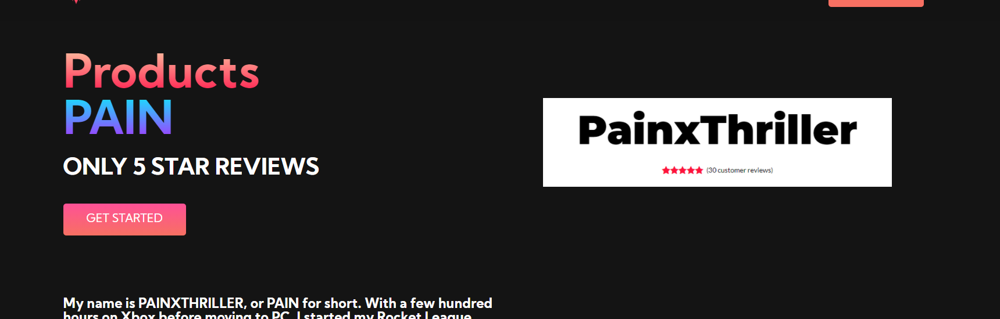 Products
PAIN
ONLY 5 STAR REVIEWS
GET STARTED
PainxThriller
(30 customer reviews)
My name is PAINXTHRILLER, or PAIN for short. With a few hundred
hours on Xbox before moving to PC, I started my Rocket League